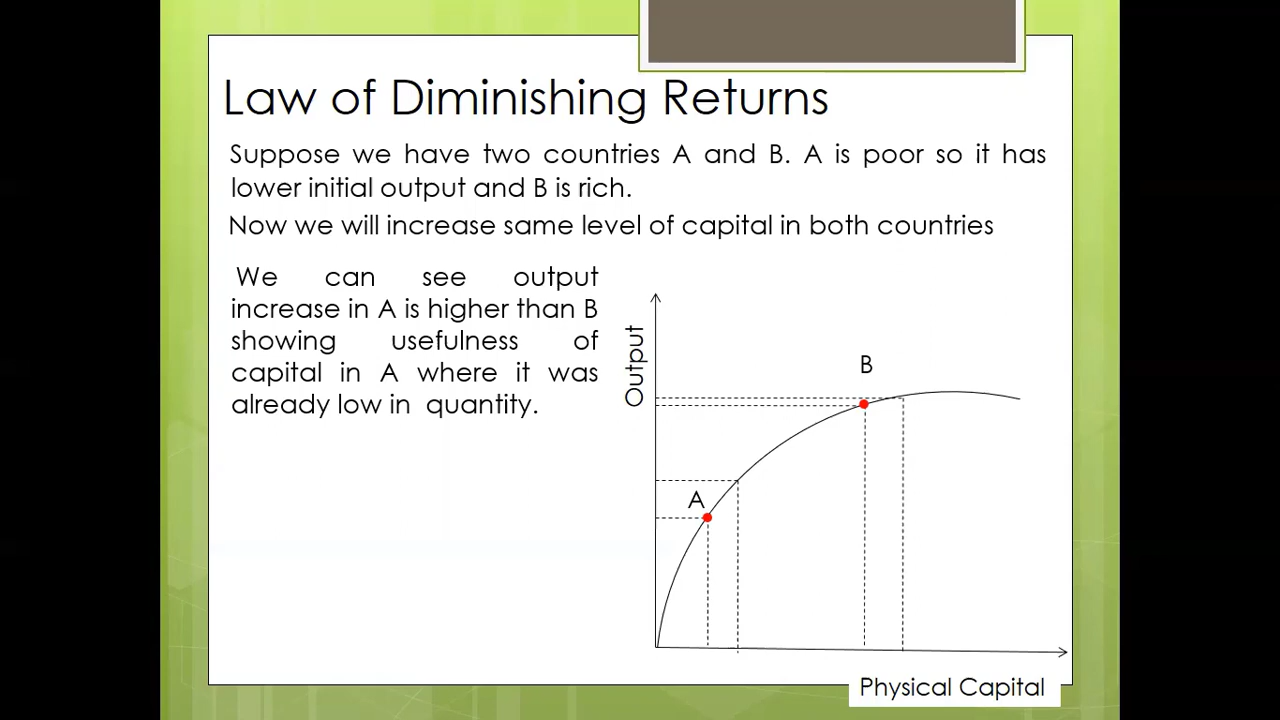 Law of Diminishing Returns
Suppose we have two countries A and B. A is poor so it has
lower initial output and B is rich.
Now we will increase same level of capital in both countries
We can see output
increase in A is higher than B
showing usefulness of
capital in A where it was
already low in quantity.
Output
B
A
Physical Capital